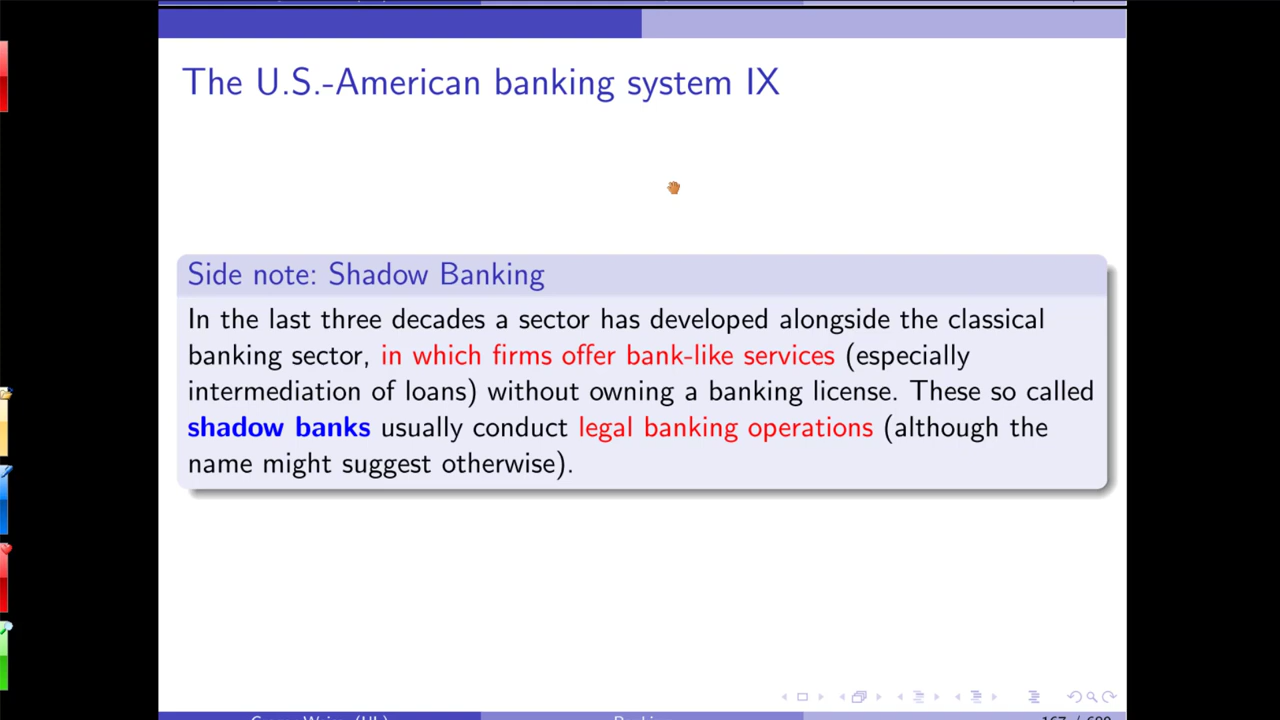 The U.S.-American banking system IX
Side note: Shadow Banking
In the last three decades a sector has developed alongside the classical
banking sector, in which firms offer bank-like services (especially
intermediation of loans) without owning a banking license. These so called
shadow banks usually conduct legal banking operations (although the
name might suggest otherwise).